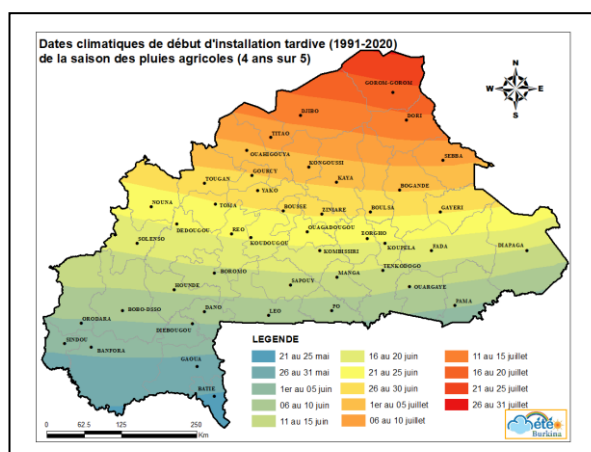 Dates climatiques de début d'installation tardive (1991-2020)
de la saison des pluies agricoles (4 ans sur 5)
N
W E
S
GOROM-GOROM
DJIBO
DORI
TITAO
OUAHIGOUYA
KONGOUSSI
SEBBA
GOURCY
TOUGAN
KAYA
YAKO
BOGANDE
NOUNA
TOMA
BOUSSE
ZINIARE
BOULSA
GAYERI
DEDOUGOU
REO
OUAGADOUGOU
ZORGHO
SOLENSO
KOUDOUGOU
KOUPELA
KOMBISSIRI
FADA
DIAPAGA
BOROMO
MANGA
TENKODOGO
HOUNDE
SAPOUY
OUARGAYE
PAMA
BOBO-DSSO
DANO
LEO
PO
ORODARA
DIEBOUGOU
SINDOU
BANFORA
GAOUA
BATIE
LEGENDE
21 au 25 mai
26 au 31 mai
1er au 05 juin
06 au 10 juin
11 au 15 juin
16 au 20 juin
21 au 25 juin
26 au 30 juin
1er au 05 juillet
06 au 10 juillet
11 au 15 juillet
16 au 20 juillet
21 au 25 juillet
26 au 31 juillet
0 62.5 125 250
Km
été
Burkina